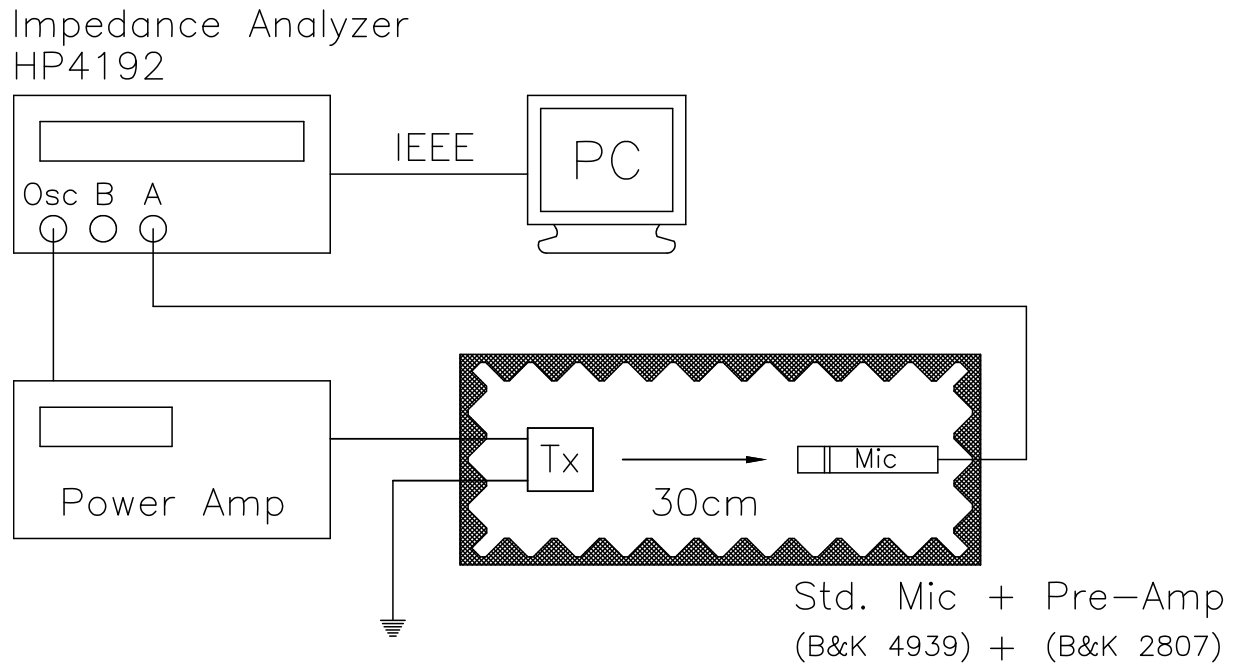 Impedance Analyzer
HP4192
IEEE
PC
Osc B A
Power Amp
Tx
Mic
30cm
Std. Mic + Pre-Amp
(B&K 4939) + (B&K 2807)